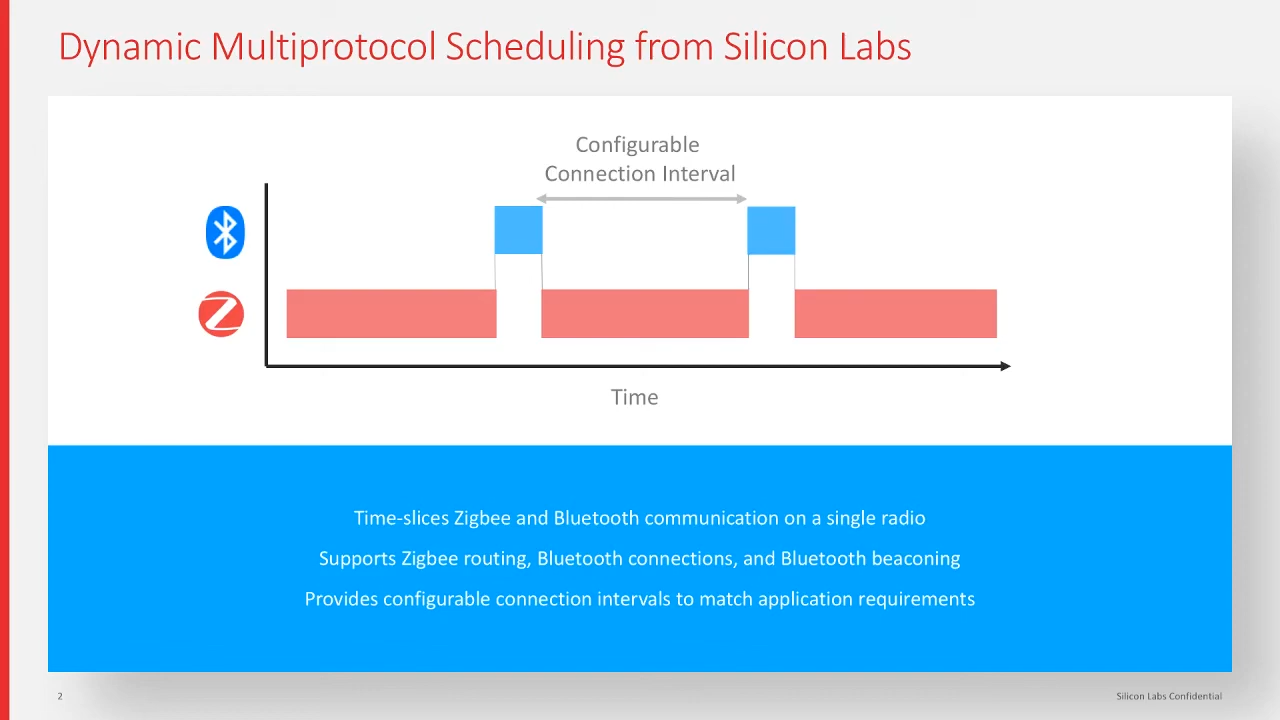 Dynamic Multiprotocol Scheduling from Silicon Labs
Configurable
Connection Interval
Time
Time-slices Zigbee and Bluetooth communication on a single radio
Supports Zigbee routing, Bluetooth connections, and Bluetooth beaconing
Provides configurable connection intervals to match application requirements
2
Silicon Labs Confidential